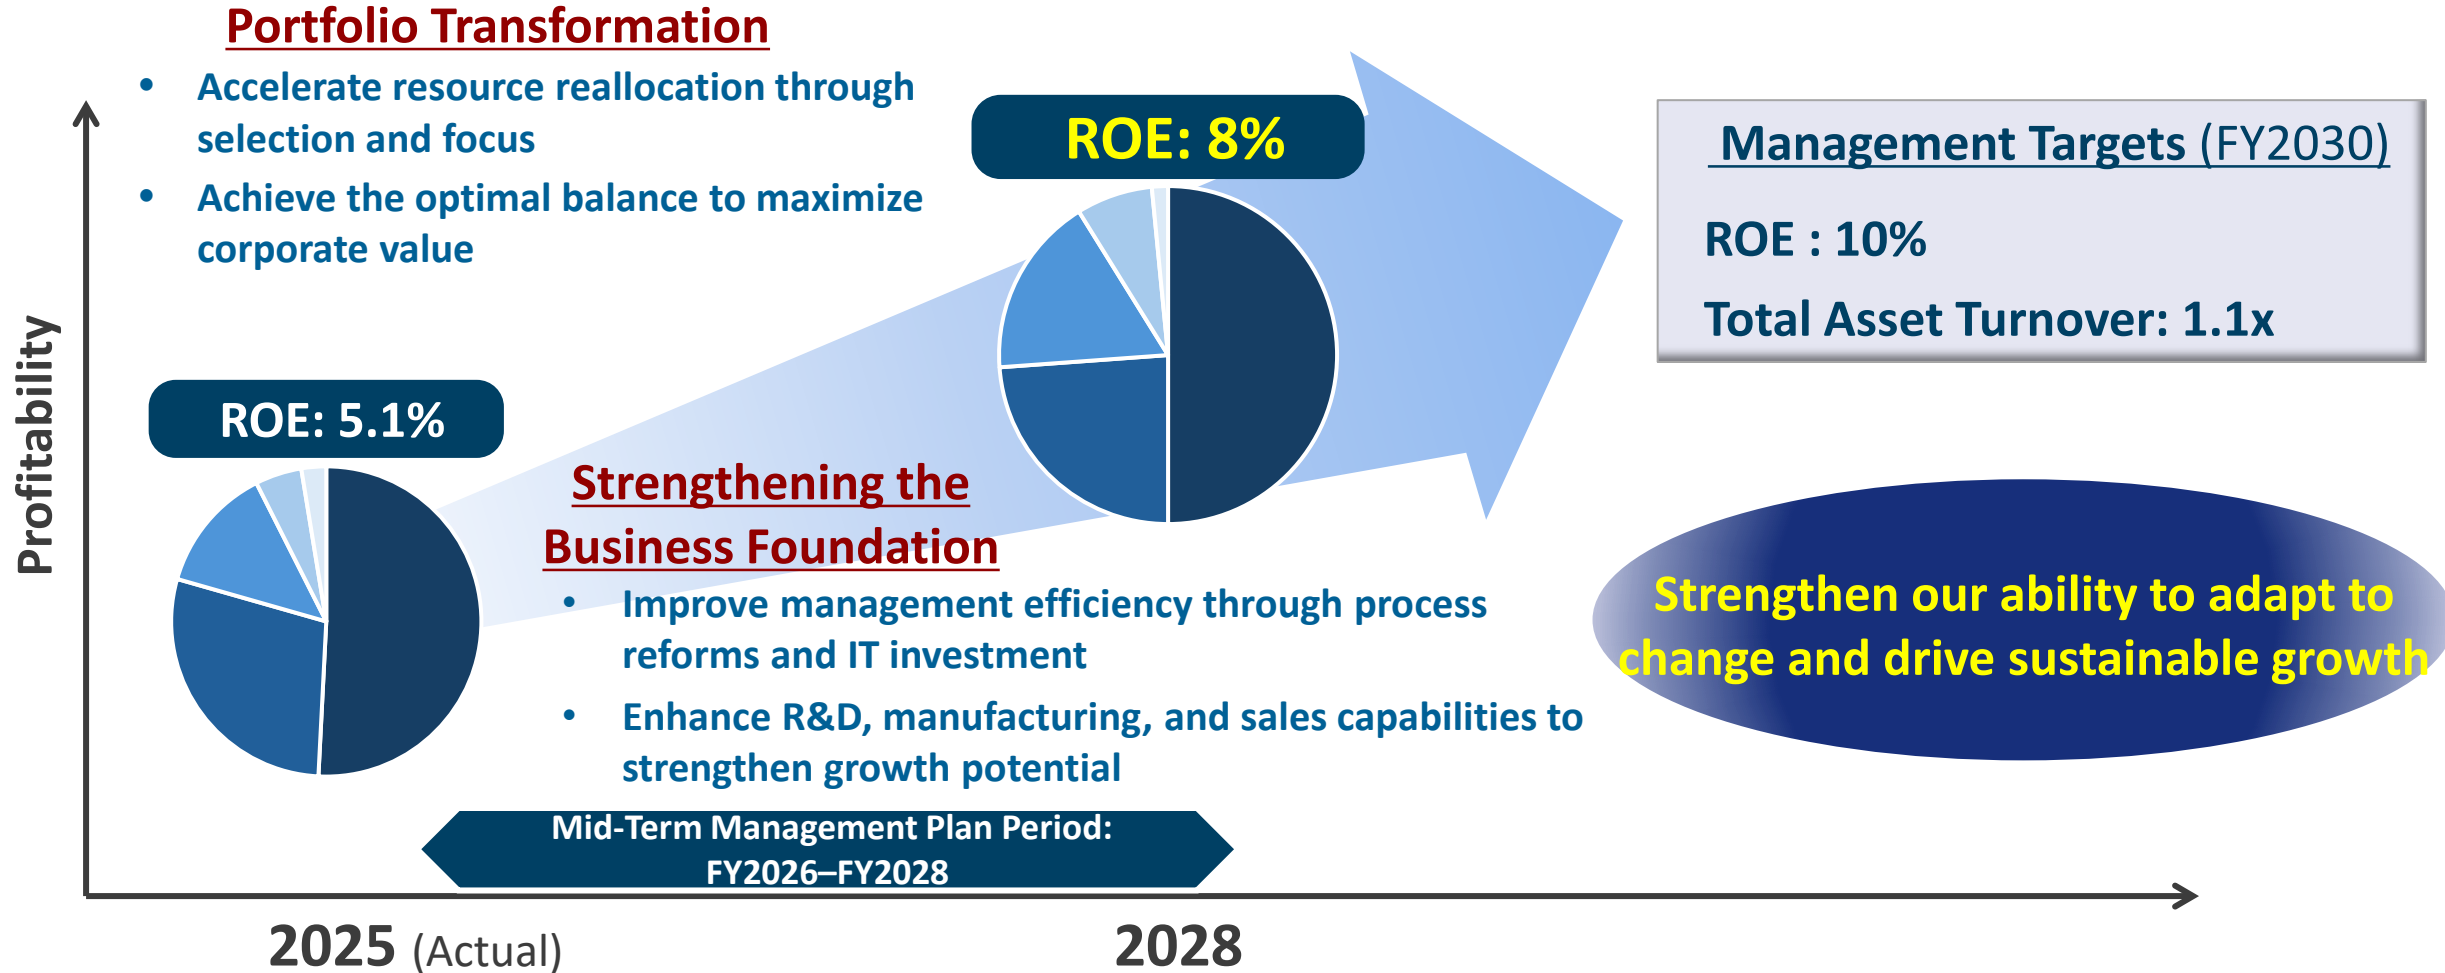 Portfolio Transformation
• Accelerate resource reallocation through
selection and focus
• Achieve the optimal balance to maximize
corporate value
ROE: 8%
Management Targets (FY2030)
ROE : 10%
Total Asset Turnover: 1.1x
Profitability
ROE: 5.1%
Strengthening the
Business Foundation
• Improve management efficiency through process
reforms and IT investment
• Enhance R&D, manufacturing, and sales capabilities to
strengthen growth potential
Strengthen our ability to adapt to
change and drive sustainable growth
Mid-Term Management Plan Period:
FY2026–FY2028
2025 (Actual)
2028